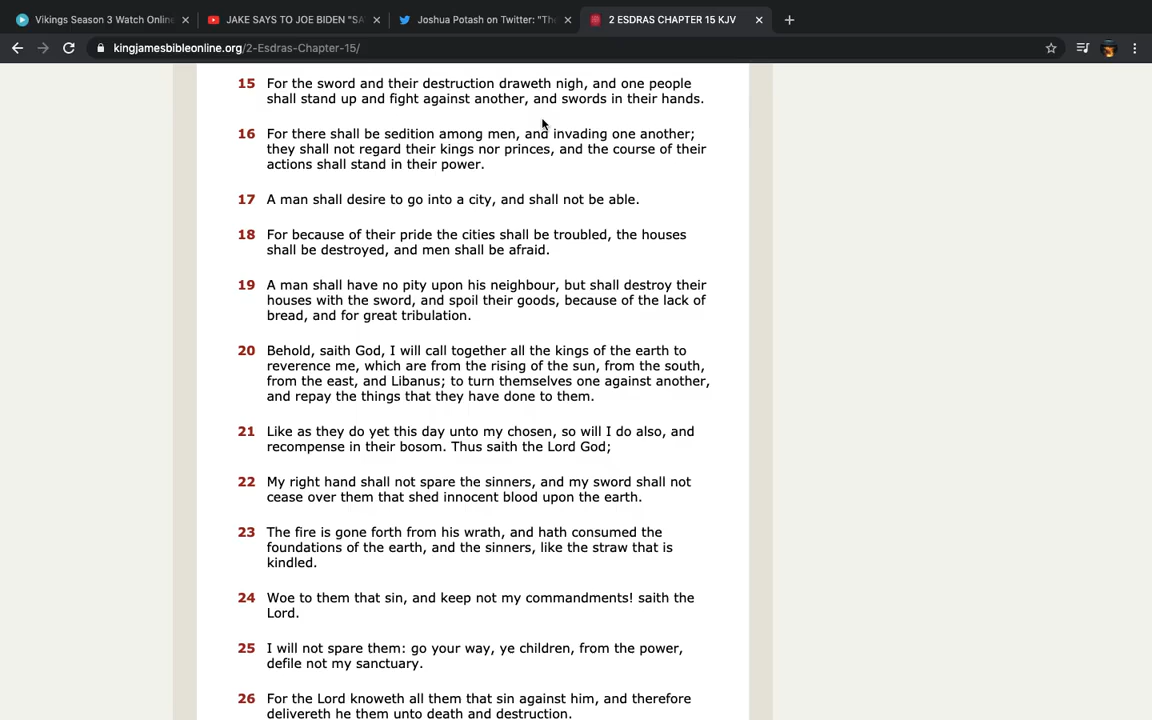 Vikings Season 3 Watch Online
JAKE SAYS TO JOE BIDEN "SA
Joshua Potash on Twitter: "The
2 ESDRAS CHAPTER 15 KJV
kingjamesbibleonline.org/2-Esdras-Chapter-15/
15 For the sword and their destruction draweth nigh, and one people
shall stand up and fight against another, and swords in their hands.
16 For there shall be sedition among men, and invading one another;
they shall not regard their kings nor princes, and the course of their
actions shall stand in their power.
17 A man shall desire to go into a city, and shall not be able.
18 For because of their pride the cities shall be troubled, the houses
shall be destroyed, and men shall be afraid.
19 A man shall have no pity upon his neighbour, but shall destroy their
houses with the sword, and spoil their goods, because of the lack of
bread, and for great tribulation.
20 Behold, saith God, I will call together all the kings of the earth to
reverence me, which are from the rising of the sun, from the south,
from the east, and Libanus; to turn themselves one against another,
and repay the things that they have done to them.
21 Like as they do yet this day unto my chosen, so will I do also, and
recompense in their bosom. Thus saith the Lord God;
22 My right hand shall not spare the sinners, and my sword shall not
cease over them that shed innocent blood upon the earth.
23 The fire is gone forth from his wrath, and hath consumed the
foundations of the earth, and the sinners, like the straw that is
kindled.
24 Woe to them that sin, and keep not my commandments! saith the
Lord.
25 I will not spare them: go your way, ye children, from the power,
defile not my sanctuary.
26 For the Lord knoweth all them that sin against him, and therefore
delivereth he them unto death and destruction.